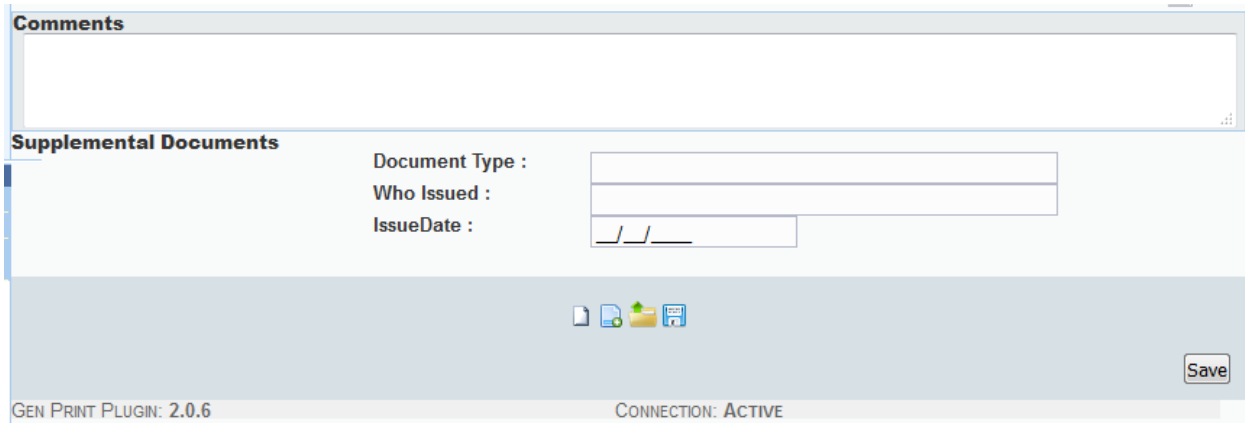 Comments
Supplemental Documents
Document Type :
Who Issued :
IssueDate :
__/__/____
Save
GEN PRINT PLUGIN: 2.0.6 CONNECTION: ACTIVE